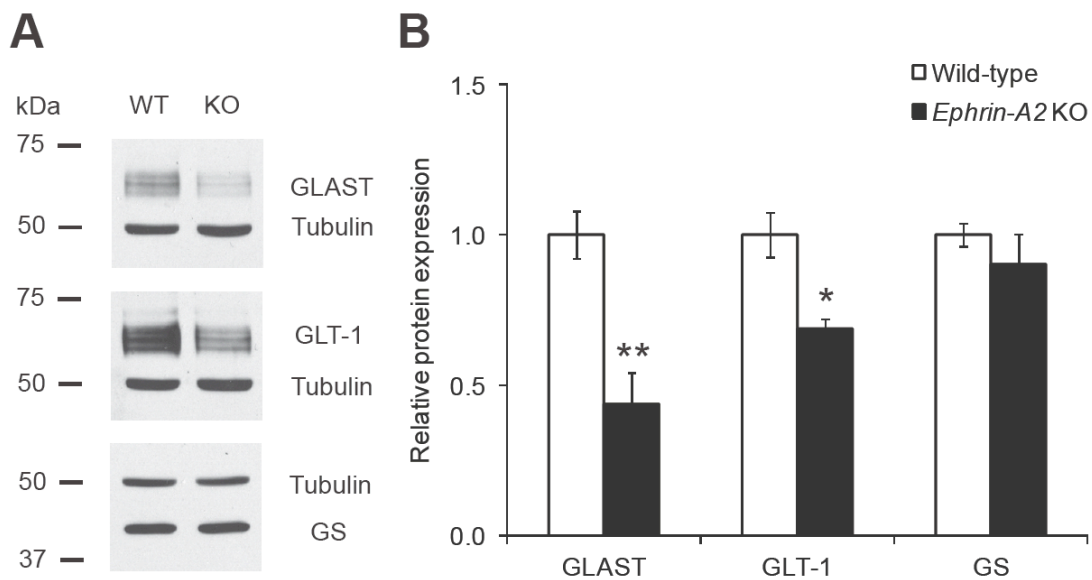 A
kDa WT KO
75
GLAST
50 Tubulin
75
GLT-1
50 Tubulin
50 Tubulin
GS
37
B
Wild-type
Ephrin-A2 KO
Relative protein expression
1.5
1.0
0.5
0.0
**
*
GLAST GLT-1 GS